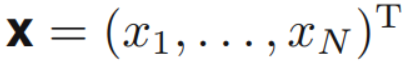 𝐱 = (x₁, . . . , x_N)ᵀ